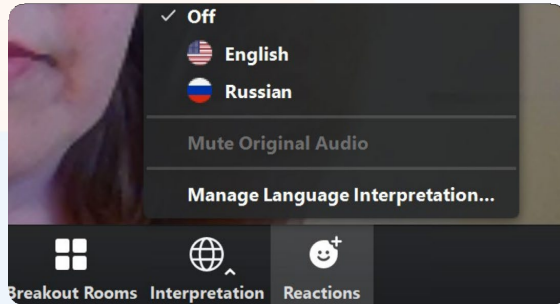 Off
English
Russian
Mute Original Audio
Manage Language Interpretation...
Breakout Rooms Interpretation Reactions